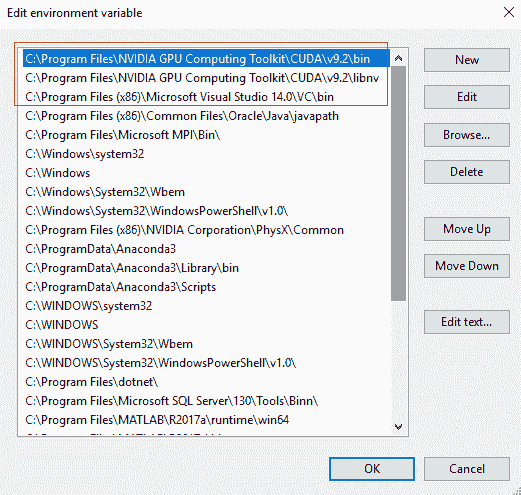 Edit environment variable
C:\Program Files\NVIDIA GPU Computing Toolkit\CUDA\v9.2\bin
C:\Program Files\NVIDIA GPU Computing Toolkit\CUDA\v9.2\libnv
C:\Program Files (x86)\Microsoft Visual Studio 14.0\VC\bin
C:\Program Files (x86)\Common Files\Oracle\Java\javapath
C:\Program Files\Microsoft MPI\Bin\
C:\Windows\system32
C:\Windows
C:\Windows\System32\Wbem
C:\Windows\System32\WindowsPowerShell\v1.0\
C:\Program Files (x86)\NVIDIA Corporation\PhysX\Common
C:\ProgramData\Anaconda3
C:\ProgramData\Anaconda3\Library\bin
C:\ProgramData\Anaconda3\Scripts
C:\WINDOWS\system32
C:\WINDOWS
C:\WINDOWS\System32\Wbem
C:\WINDOWS\System32\WindowsPowerShell\v1.0\
C:\Program Files\dotnet\
C:\Program Files\Microsoft SQL Server\130\Tools\Binn\
C:\Program Files\MATLAB\R2017a\runtime\win64
New
Edit
Browse...
Delete
Move Up
Move Down
Edit text...
OK
Cancel